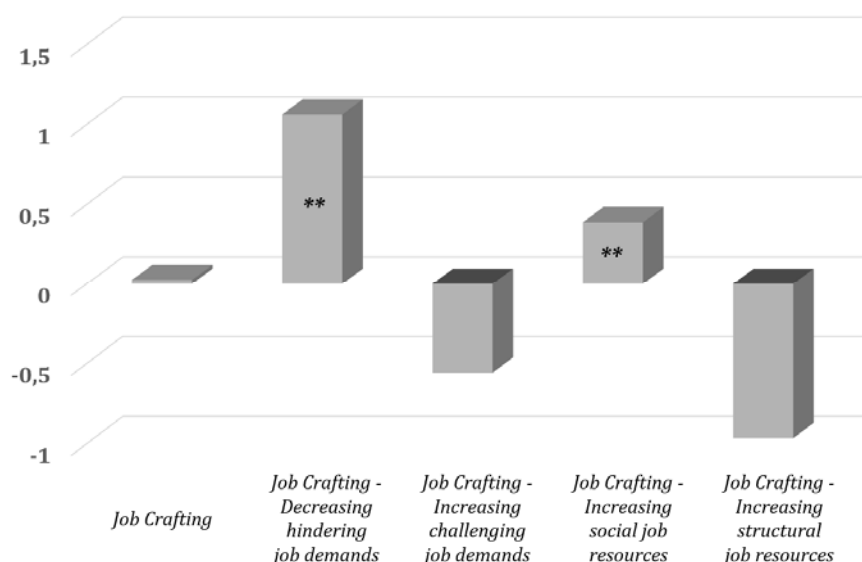 1,5
1
0,5
0
-0,5
-1
**
**
Job Crafting
Job Crafting -
Decreasing
hindering
job demands
Job Crafting -
Increasing
challenging
job demands
Job Crafting -
Increasing
social job
resources
Job Crafting -
Increasing
structural
job resources